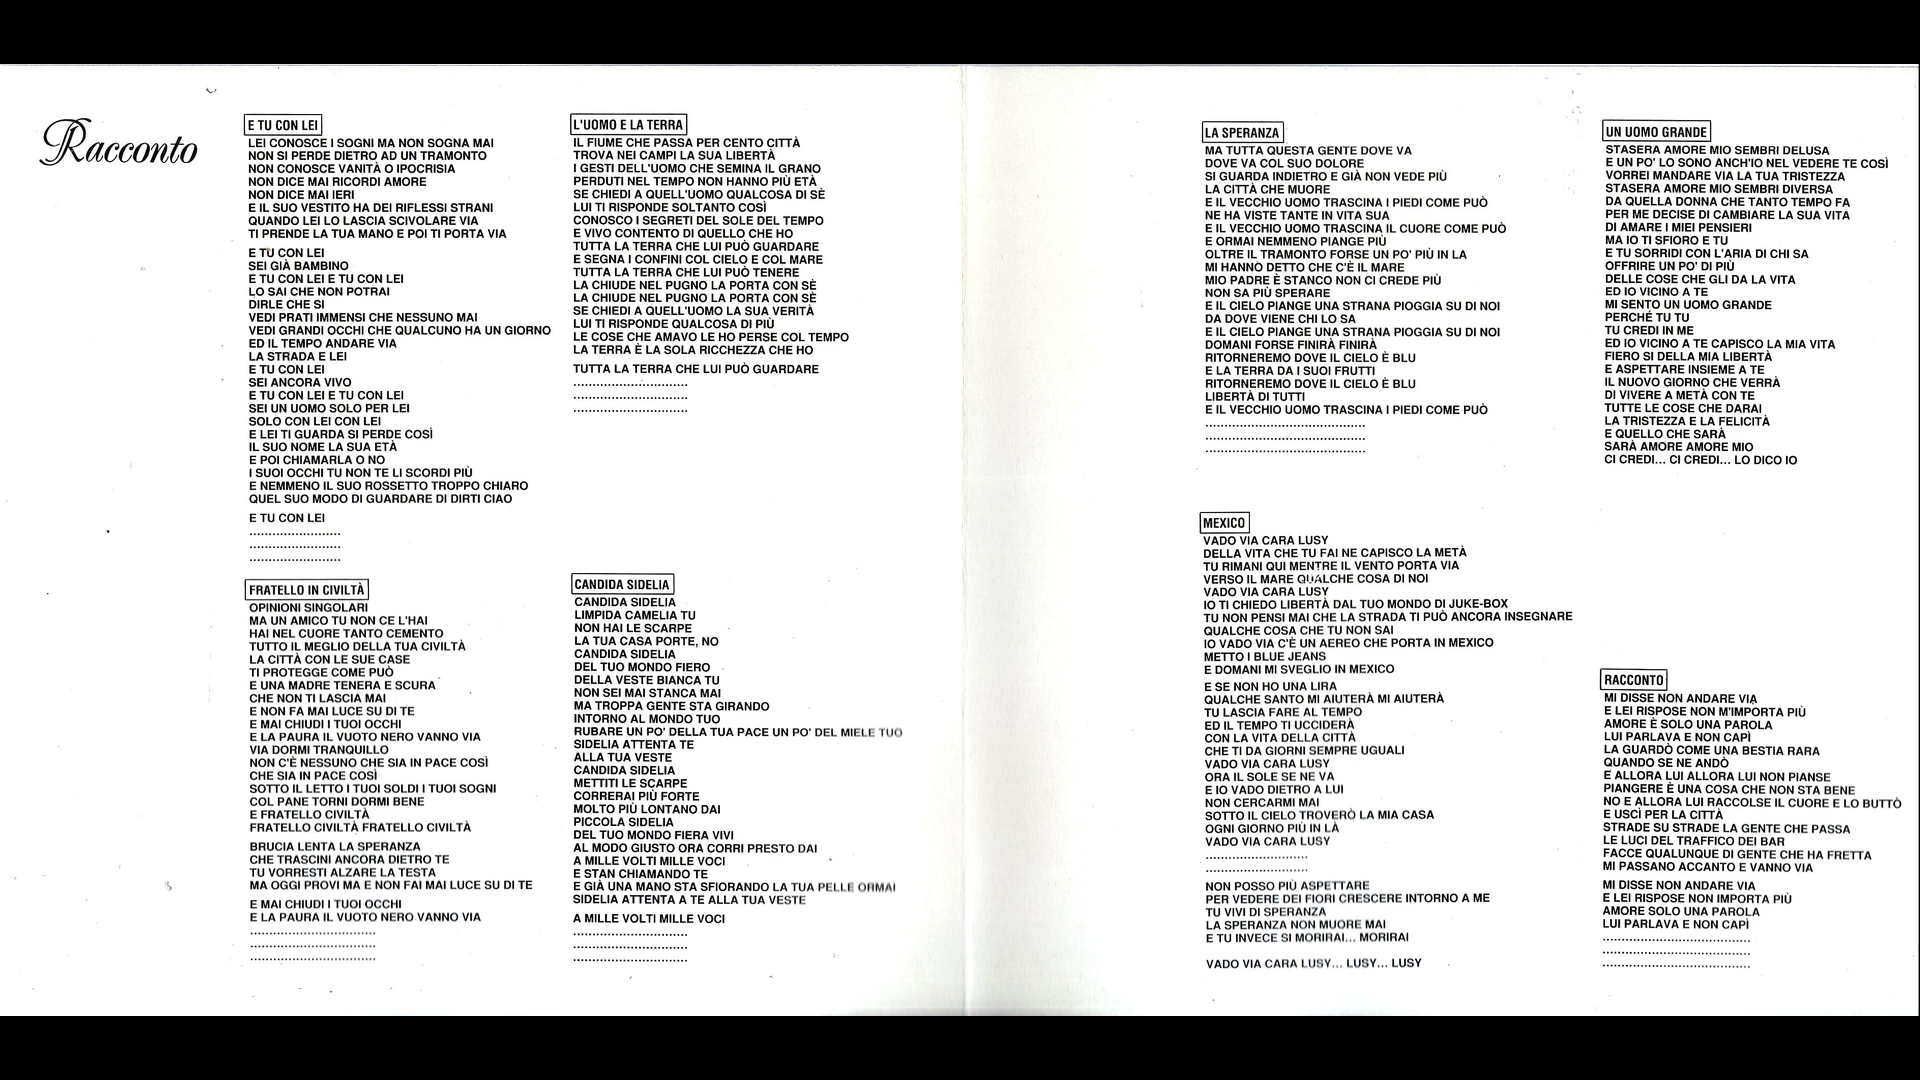 Racconto
E TU CON LEI
LEI CONOSCE I SOGNI MA NON SOGNA MAI
NON SI PERDE DIETRO AD UN TRAMONTO
NON CONOSCE VANITÀ O IPOCRISIA
NON DICE MAI RICORDI AMORE
NON DICE MAI IERI
E IL SUO VESTITO HA DEI RIFLESSI STRANI
QUANDO LEI LO LASCIA SCIVOLARE VIA
TI PRENDE LA TUA MANO E POI TI PORTA VIA
E TU CON LEI
SEI GIÀ BAMBINO
E TU CON LEI E TU CON LEI
LO SAI CHE NON POTRAI
DIRLE CHE SI
VEDI PRATI IMMENSI CHE NESSUNO MAI
VEDI GRANDI OCCHI CHE QUALCUNO HA UN GIORNO
ED IL TEMPO ANDARE VIA
LA STRADA E LEI
E TU CON LEI
SEI ANCORA VIVO
E TU CON LEI E TU CON LEI
SEI UN UOMO SOLO PER LEI
SOLO CON LEI CON LEI
E LEI TI GUARDA SI PERDE COSÌ
IL SUO NOME LA SUA ETÀ
E POI CHIAMARLA O NO
I SUOI OCCHI TU NON TE LI SCORDI PIÙ
E NEMMENO IL SUO ROSSETTO TROPPO CHIARO
QUEL SUO MODO DI GUARDARE DI DIRTI CIAO
E TU CON LEI
........................
........................
........................
FRATELLO IN CIVILTÀ
OPINIONI SINGOLARI
MA UN AMICO TU NON CE L'HAI
HAI NEL CUORE TANTO CEMENTO
TUTTO IL MEGLIO DELLA TUA CIVILTÀ
LA CITTÀ CON LE SUE CASE
TI PROTEGGE COME PUÒ
E UNA MADRE TENERA E SCURA
CHE NON TI LASCIA MAI
E NON FA MAI LUCE SU DI TE
E MAI CHIUDI I TUOI OCCHI
E LA PAURA IL VUOTO NERO VANNO VIA
VIA DORMI TRANQUILLO
NON C'È NESSUNO CHE SIA IN PACE COSÌ
CHE SIA IN PACE COSÌ
SOTTO IL LETTO I TUOI SOLDI I TUOI SOGNI
COL PANE TORNI DORMI BENE
E FRATELLO CIVILTÀ
FRATELLO CIVILTÀ FRATELLO CIVILTÀ
BRUCIA LENTA LA SPERANZA
CHE TRASCINI ANCORA DIETRO TE
TU VORRESTI ALZARE LA TESTA
MA OGGI PROVI MA E NON FAI MAI LUCE SU DI TE
E MAI CHIUDI I TUOI OCCHI
E LA PAURA IL VUOTO NERO VANNO VIA
.................................
.................................
.................................
L'UOMO E LA TERRA
IL FIUME CHE PASSA PER CENTO CITTÀ
TROVA NEI CAMPI LA SUA LIBERTÀ
I GESTI DELL'UOMO CHE SEMINA IL GRANO
PERDUTI NEL TEMPO NON HANNO PIÙ ETÀ
SE CHIEDI A QUELL'UOMO QUALCOSA DI SÈ
LUI TI RISPONDE SOLTANTO COSÌ
CONOSCO I SEGRETI DEL SOLE DEL TEMPO
E VIVO CONTENTO DI QUELLO CHE HO
TUTTA LA TERRA CHE LUI PUÒ GUARDARE
E SEGNA I CONFINI COL CIELO E COL MARE
TUTTA LA TERRA CHE LUI PUÒ TENERE
LA CHIUDE NEL PUGNO LA PORTA CON SÈ
LA CHIUDE NEL PUGNO LA PORTA CON SÈ
SE CHIEDI A QUELL'UOMO LA SUA VERITÀ
LUI TI RISPONDE QUALCOSA DI PIÙ
LE COSE CHE AMAVO LE HO PERSE COL TEMPO
LA TERRA È LA SOLA RICCHEZZA CHE HO
TUTTA LA TERRA CHE LUI PUÒ GUARDARE
..............................
..............................
..............................
CANDIDA SIDELIA
CANDIDA SIDELIA
LIMPIDA CAMELIA TU
NON HAI LE SCARPE
LA TUA CASA PORTE, NO
CANDIDA SIDELIA
DEL TUO MONDO FIERO
DELLA VESTE BIANCA TU
NON SEI MAI STANCA MAI
MA TROPPA GENTE STA GIRANDO
INTORNO AL MONDO TUO
RUBARE UN PO' DELLA TUA PACE UN PO' DEL MIELE TUO
SIDELIA ATTENTA TE
ALLA TUA VESTE
CANDIDA SIDELIA
METTITI LE SCARPE
CORRERAI PIÙ FORTE
MOLTO PIÙ LONTANO DAI
PICCOLA SIDELIA
DEL TUO MONDO FIERA VIVI
AL MODO GIUSTO ORA CORRI PRESTO DAI
A MILLE VOLTI MILLE VOCI
E STAN CHIAMANDO TE
E GIÀ UNA MANO STA SFIORANDO LA TUA PELLE ORMAI
SIDELIA ATTENTA A TE ALLA TUA VESTE
A MILLE VOLTI MILLE VOCI
..............................
..............................
..............................
LA SPERANZA
MA TUTTA QUESTA GENTE DOVE VA
DOVE VA COL SUO DOLORE
SI GUARDA INDIETRO E GIÀ NON VEDE PIÙ
LA CITTÀ CHE MUORE
E IL VECCHIO UOMO TRASCINA I PIEDI COME PUÒ
NE HA VISTE TANTE IN VITA SUA
E IL VECCHIO UOMO TRASCINA IL CUORE COME PUÒ
E ORMAI NEMMENO PIANGE PIÙ
OLTRE IL TRAMONTO FORSE UN PO' PIÙ IN LA
MI HANNO DETTO CHE C'È IL MARE
MIO PADRE È STANCO NON CI CREDE PIÙ
NON SA PIÙ SPERARE
E IL CIELO PIANGE UNA STRANA PIOGGIA SU DI NOI
DA DOVE VIENE CHI LO SA
E IL CIELO PIANGE UNA STRANA PIOGGIA SU DI NOI
DOMANI FORSE FINIRÀ FINIRÀ
RITORNEREMO DOVE IL CIELO È BLU
E LA TERRA DA I SUOI FRUTTI
RITORNEREMO DOVE IL CIELO È BLU
LIBERTÀ DI TUTTI
E IL VECCHIO UOMO TRASCINA I PIEDI COME PUÒ
..........................................
..........................................
..........................................
MEXICO
VADO VIA CARA LUSY
DELLA VITA CHE TU FAI NE CAPISCO LA METÀ
TU RIMANI QUI MENTRE IL VENTO PORTA VIA
VERSO IL MARE QUALCHE COSA DI NOI
VADO VIA CARA LUSY
IO TI CHIEDO LIBERTÀ DAL TUO MONDO DI JUKE-BOX
TU NON PENSI MAI CHE LA STRADA TI PUÒ ANCORA INSEGNARE
QUALCHE COSA CHE TU NON SAI
IO VADO VIA C'È UN AEREO CHE PORTA IN MEXICO
METTO I BLUE JEANS
E DOMANI MI SVEGLIO IN MEXICO
E SE NON HO UNA LIRA
QUALCHE SANTO MI AIUTERÀ MI AIUTERÀ
TU LASCIA FARE AL TEMPO
ED IL TEMPO TI UCCIDERÀ
CON LA VITA DELLA CITTÀ
CHE TI DA GIORNI SEMPRE UGUALI
VADO VIA CARA LUSY
ORA IL SOLE SE NE VA
E IO VADO DIETRO A LUI
NON CERCARMI MAI
SOTTO IL CIELO TROVERÒ LA MIA CASA
OGNI GIORNO PIÙ IN LÀ
VADO VIA CARA LUSY
...........................
...........................
NON POSSO PIÙ ASPETTARE
PER VEDERE DEI FIORI CRESCERE INTORNO A ME
TU VIVI DI SPERANZA
LA SPERANZA NON MUORE MAI
E TU INVECE SI MORIRAI... MORIRAI
VADO VIA CARA LUSY... LUSY... LUSY
UN UOMO GRANDE
STASERA AMORE MIO SEMBRI DELUSA
E UN PO' LO SONO ANCH'IO NEL VEDERE TE COSÌ
VORREI MANDARE VIA LA TUA TRISTEZZA
STASERA AMORE MIO SEMBRI DIVERSA
DA QUELLA DONNA CHE TANTO TEMPO FA
PER ME DECISE DI CAMBIARE LA SUA VITA
DI AMARE I MIEI PENSIERI
MA IO TI SFIORO E TU
E TU SORRIDI CON L'ARIA DI CHI SA
OFFRIRE UN PO' DI PIÙ
DELLE COSE CHE GLI DA LA VITA
ED IO VICINO A TE
MI SENTO UN UOMO GRANDE
PERCHÉ TU TU
TU CREDI IN ME
ED IO VICINO A TE CAPISCO LA MIA VITA
FIERO SI DELLA MIA LIBERTÀ
E ASPETTARE INSIEME A TE
IL NUOVO GIORNO CHE VERRÀ
DI VIVERE A METÀ CON TE
TUTTE LE COSE CHE DARAI
LA TRISTEZZA E LA FELICITÀ
E QUELLO CHE SARÀ
SARÀ AMORE AMORE MIO
CI CREDI... CI CREDI... LO DICO IO
RACCONTO
MI DISSE NON ANDARE VIA
E LEI RISPOSE NON M'IMPORTA PIÙ
AMORE È SOLO UNA PAROLA
LUI PARLAVA E NON CAPÌ
LA GUARDÒ COME UNA BESTIA RARA
QUANDO SE NE ANDÒ
E ALLORA LUI ALLORA LUI NON PIANSE
PIANGERE È UNA COSA CHE NON STA BENE
NO E ALLORA LUI RACCOLSE IL CUORE E LO BUTTÒ
E USCÌ PER LA CITTÀ
STRADE SU STRADE LA GENTE CHE PASSA
LE LUCI DEL TRAFFICO DEI BAR
FACCE QUALUNQUE DI GENTE CHE HA FRETTA
MI PASSANO ACCANTO E VANNO VIA
MI DISSE NON ANDARE VIA
E LEI RISPOSE NON IMPORTA PIÙ
AMORE SOLO UNA PAROLA
LUI PARLAVA E NON CAPÌ
.......................................
.......................................
.......................................